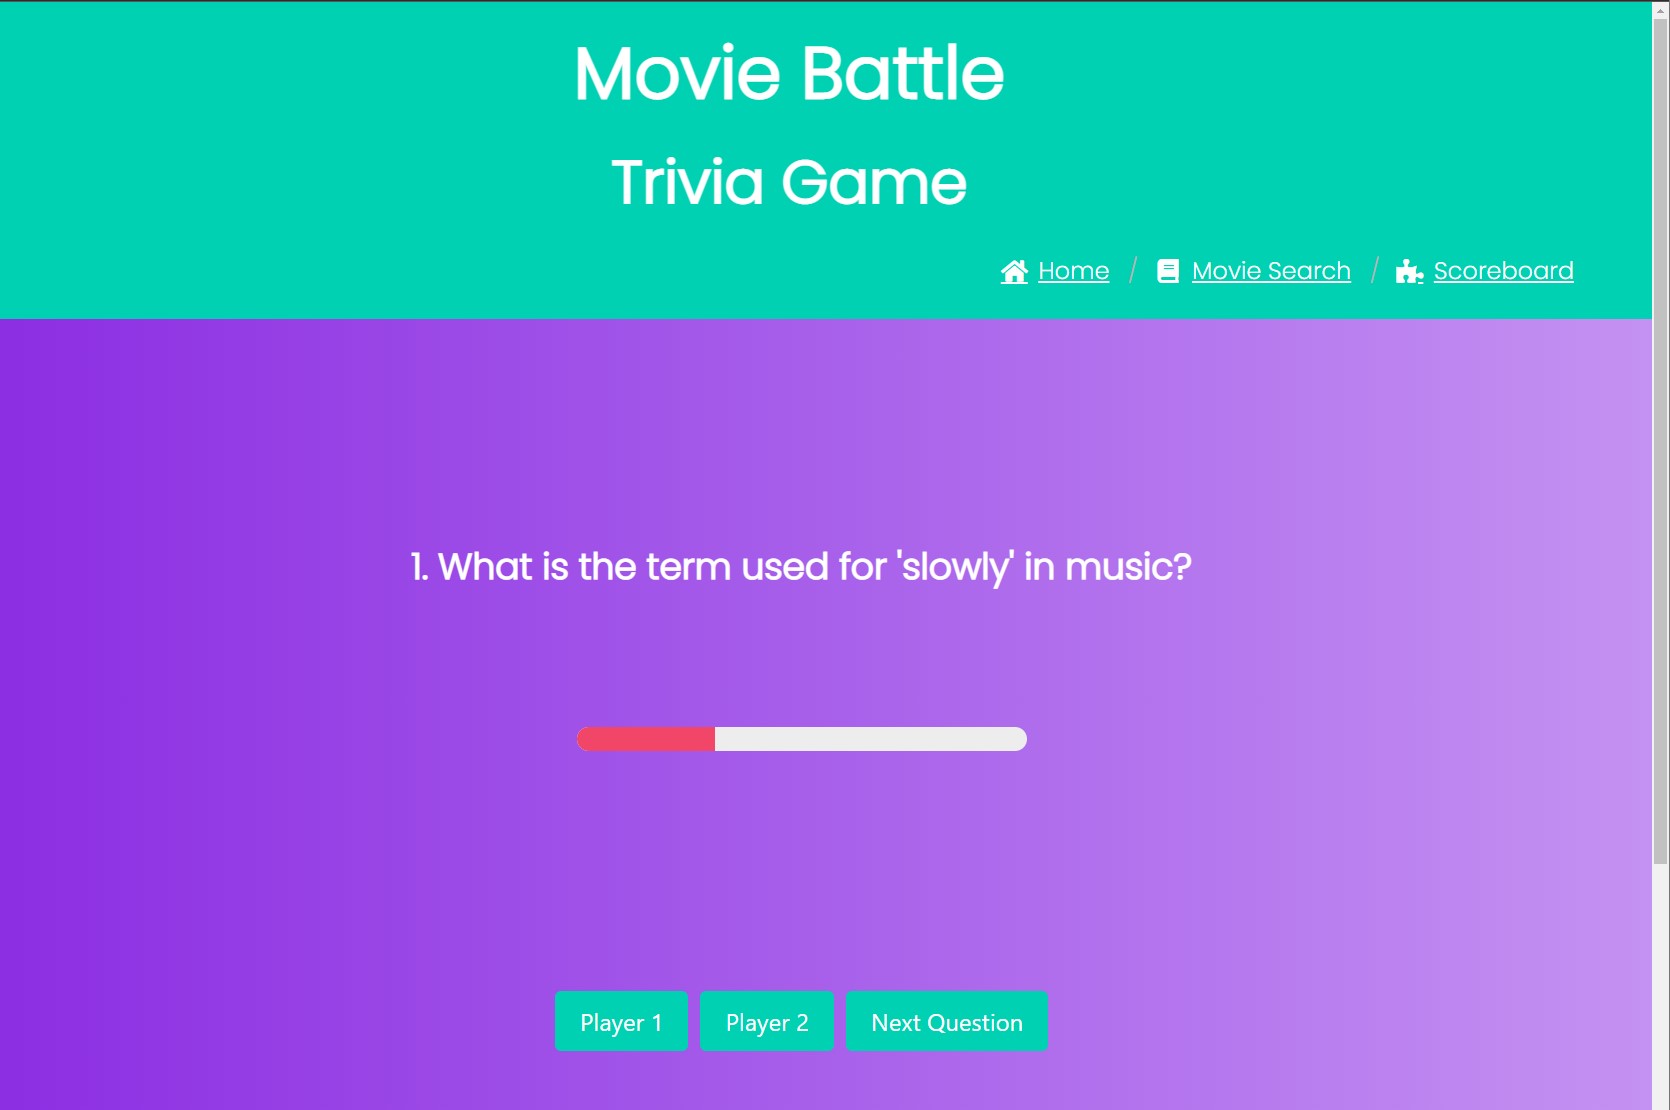 Movie Battle
Trivia Game
Home / Movie Search / Scoreboard
1. What is the term used for 'slowly' in music?
Player 1 Player 2 Next Question